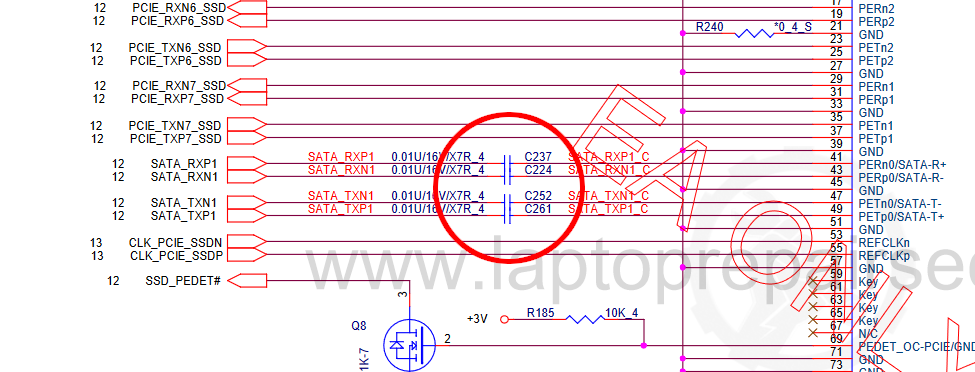 12 PCIE_RXN6_SSD 17 PERn2
12 PCIE_RXP6_SSD 19 PERp2
R240 *0_4_S 21 GND
12 PCIE_TXN6_SSD 23 PETn2
12 PCIE_TXP6_SSD 25 PETp2
27 GND
12 PCIE_RXN7_SSD 29 PERn1
12 PCIE_RXP7_SSD 31 PERp1
33 GND
12 PCIE_TXN7_SSD 35 PETn1
12 PCIE_TXP7_SSD 37 PETp1
39 GND
12 SATA_RXP1 SATA_RXP1 0.01U/16V/X7R_4 C237 SATA_RXP1_C 41 PERn0/SATA-R+
12 SATA_RXN1 SATA_RXN1 0.01U/16V/X7R_4 C224 SATA_RXN1_C 43 PERp0/SATA-R-
45 GND
12 SATA_TXN1 SATA_TXN1 0.01U/16V/X7R_4 C252 SATA_TXN1_C 47 PETn0/SATA-T-
12 SATA_TXP1 SATA_TXP1 0.01U/16V/X7R_4 C261 SATA_TXP1_C 49 PETp0/SATA-T+
51 GND
13 CLK_PCIE_SSDN 53 REFCLKn
13 CLK_PCIE_SSDP 55 REFCLKp
www.laptoprepairsec
57 GND
12 SSD_PEDET# 59 Key
3 61 Key
63 Key
+3V R185 10K_4 65 Key
Q8 67 N/C
2 69 PEDET_OC-PCIE/GND
1K-7 71 GND
73 GND